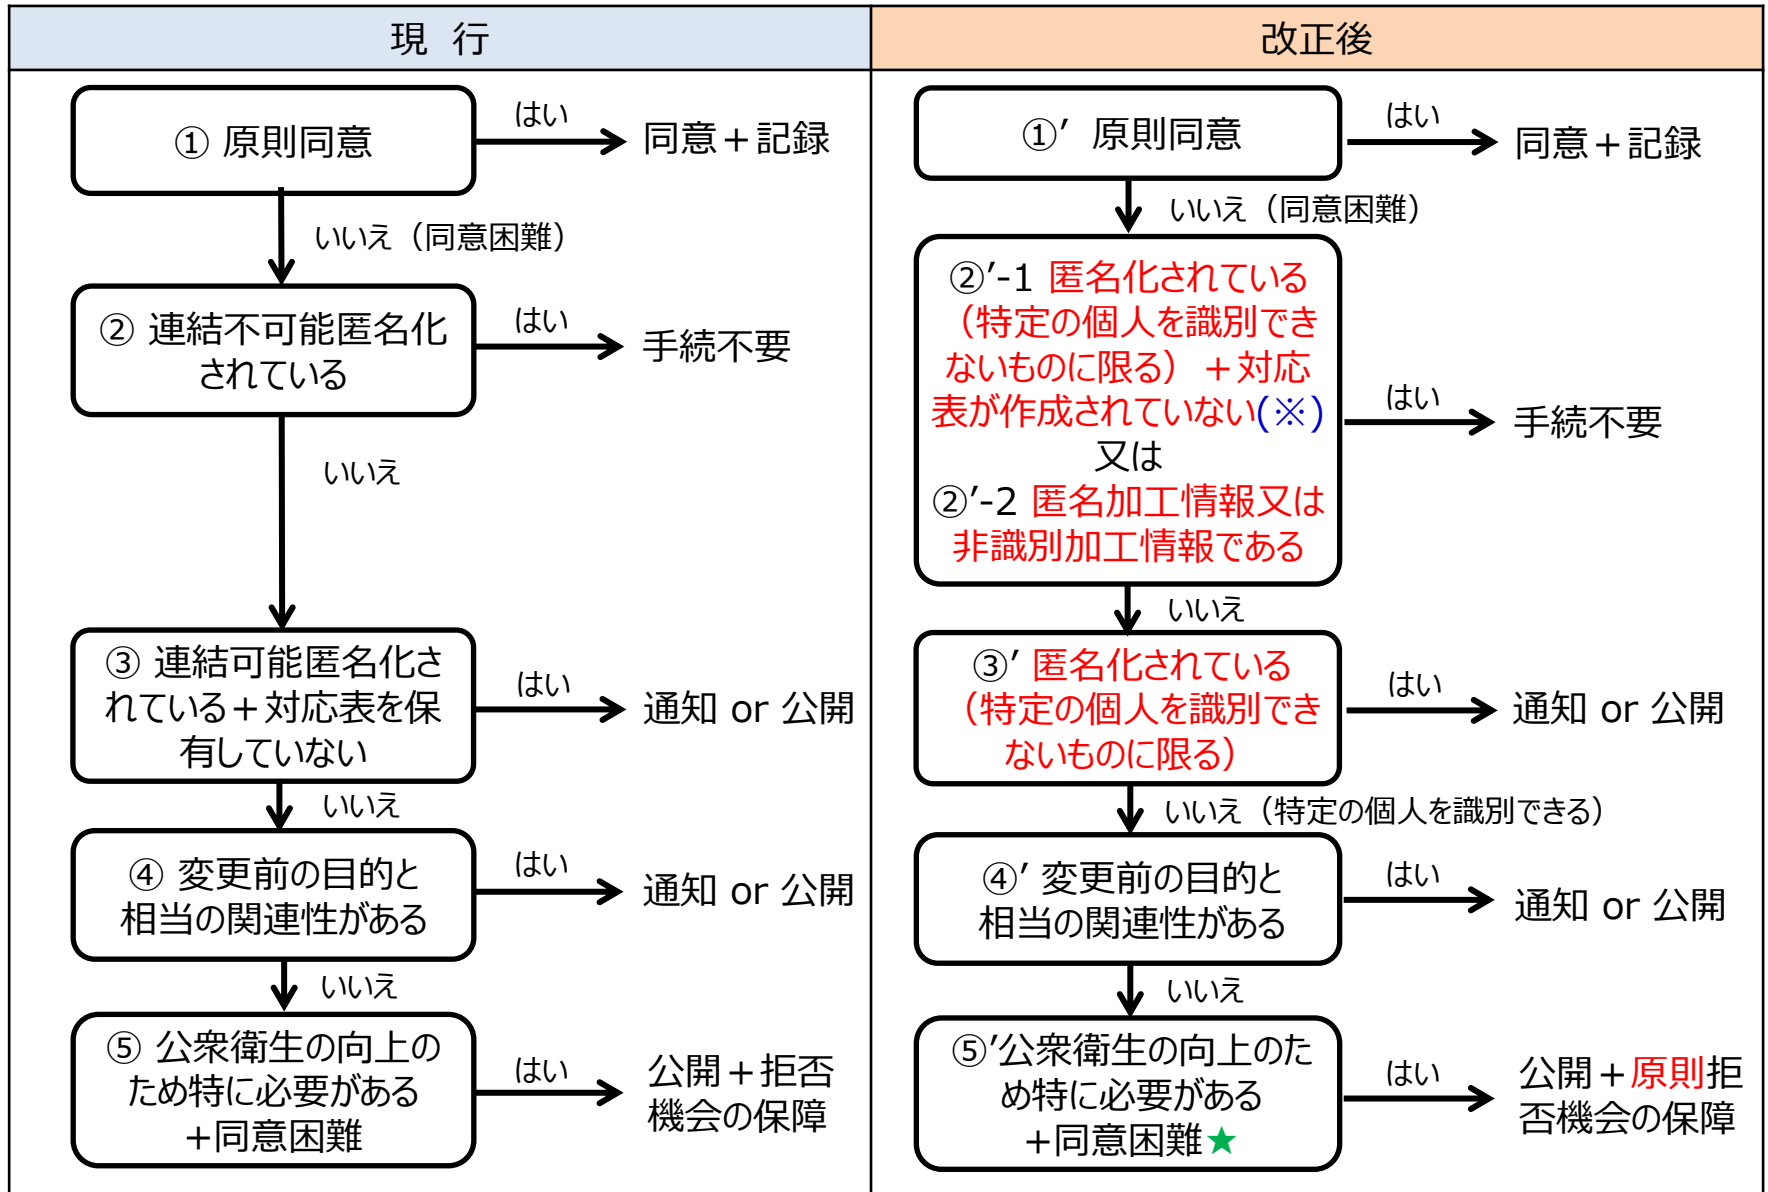 現 行
① 原則同意
はい
同意＋記録
いいえ（同意困難）
② 連結不可能匿名化
されている
はい
手続不要
いいえ
③ 連結可能匿名化さ
れている＋対応表を保
有していない
はい
通知 or 公開
いいえ
④ 変更前の目的と
相当の関連性がある
はい
通知 or 公開
いいえ
⑤ 公衆衛生の向上の
ため特に必要がある
+同意困難
はい
公開＋拒否
機会の保障
改正後
①’ 原則同意
はい
同意＋記録
いいえ（同意困難）
②’-1 匿名化されている
（特定の個人を識別でき
ないものに限る）＋対応
表が作成されていない(※)
又は
②’-2 匿名加工情報又は
非識別加工情報である
はい
手続不要
いいえ
③’ 匿名化されている
（特定の個人を識別でき
ないものに限る）
はい
通知 or 公開
いいえ（特定の個人を識別できる）
④’ 変更前の目的と
相当の関連性がある
はい
通知 or 公開
いいえ
⑤’公衆衛生の向上のた
め特に必要がある
+同意困難★
はい
公開＋原則拒
否機会の保障